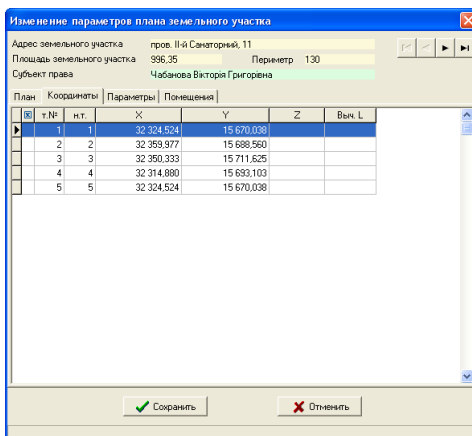 Изменение параметров плана земельного участка
Адрес земельного участка пров. II-й Санаторний, 11
Площадь земельного участка 996,35 Периметр 130
Субъект права Чабанова Вікторія Григорівна
План Координаты Параметры Помещения
т.№ н.т. X Y Z Выч. L
1 1 32 324,524 15 670,038
2 2 32 359,977 15 688,560
3 3 32 350,333 15 711,625
4 4 32 314,880 15 693,103
5 5 32 324,524 15 670,038
Сохранить Отменить